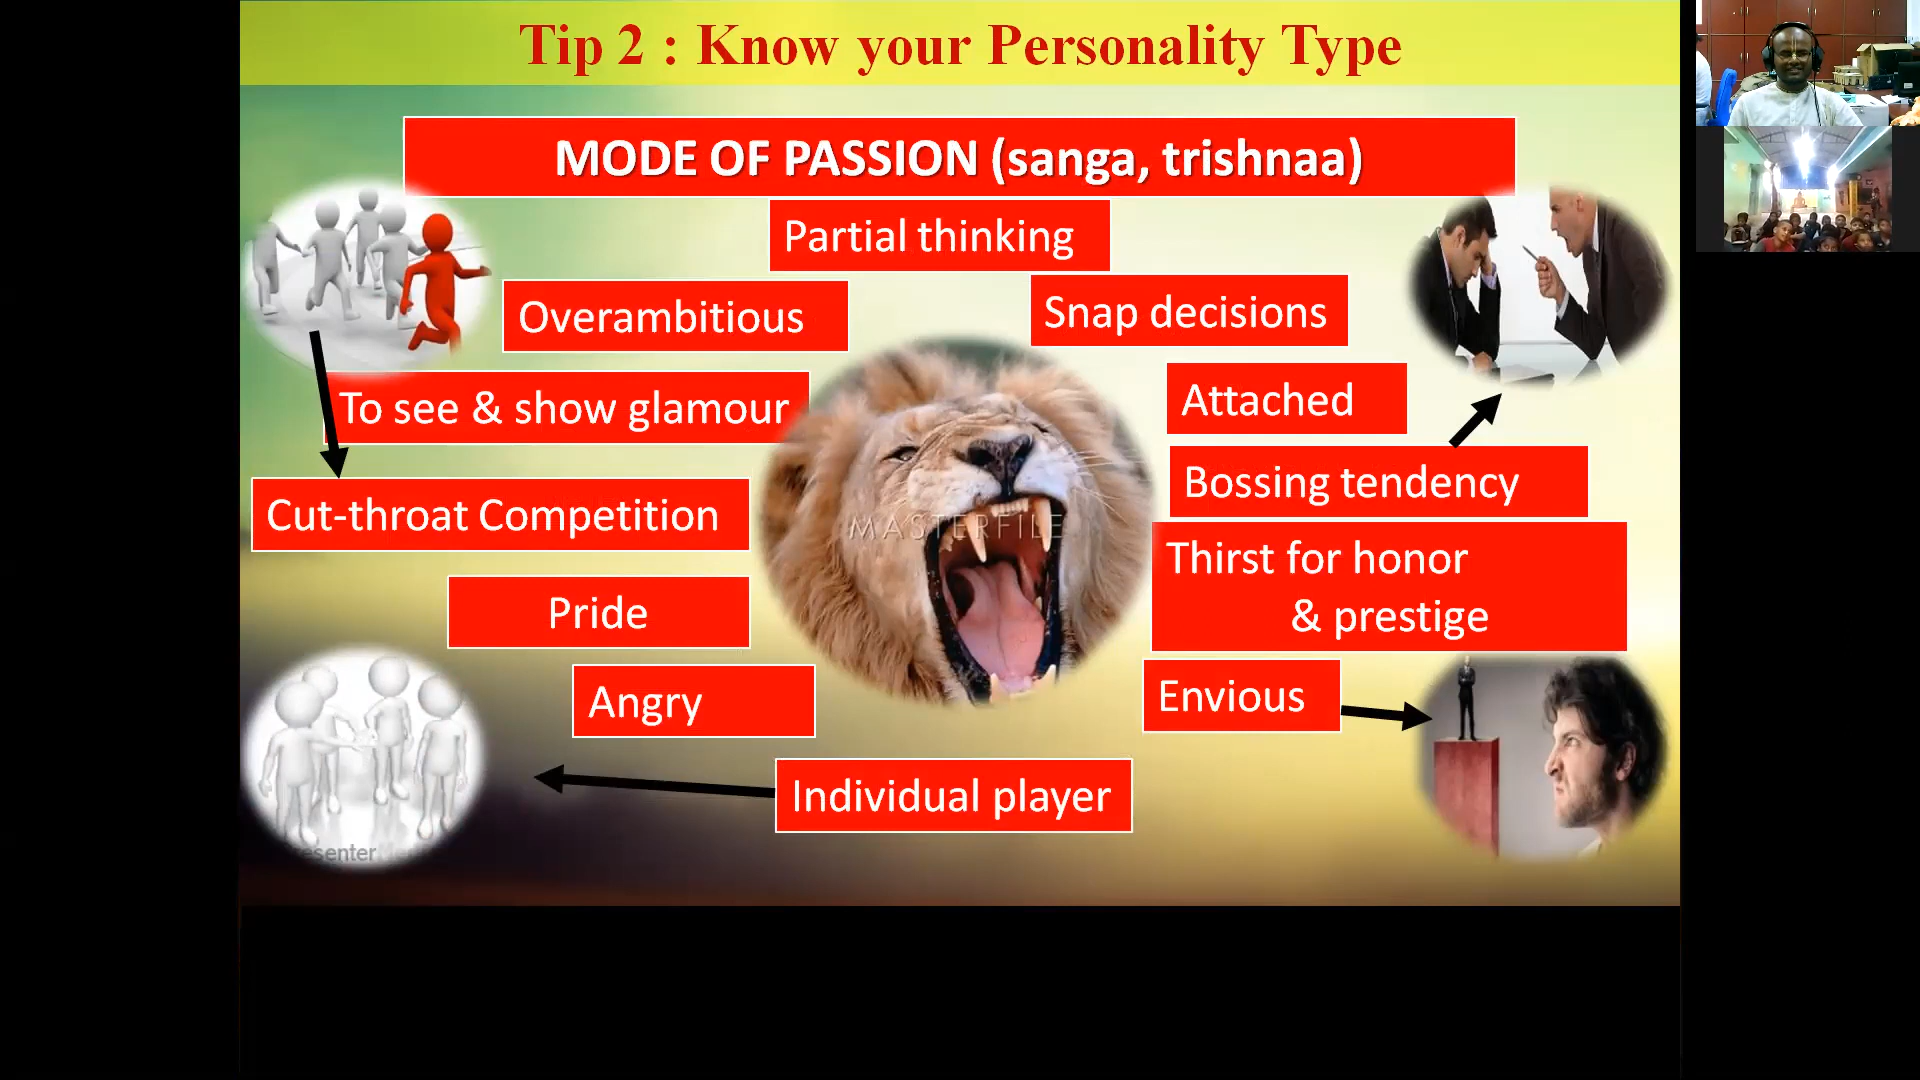 Tip 2 : Know your Personality Type
MODE OF PASSION (sanga, trishnaa)
Partial thinking
Overambitious
Snap decisions
To see & show glamour
Attached
Cut-throat Competition
Bossing tendency
MASTERFILE
Thirst for honor
& prestige
Pride
Angry
Envious
Individual player